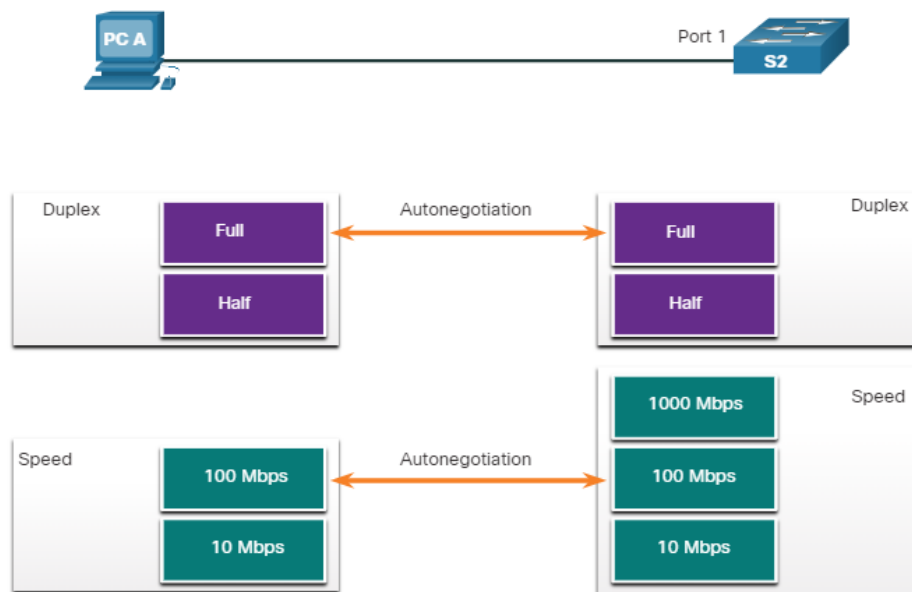 PC A
Port 1
S2
Duplex
Full
Autonegotiation
Full
Duplex
Half
Half
1000 Mbps
Speed
Speed
100 Mbps
Autonegotiation
100 Mbps
10 Mbps
10 Mbps